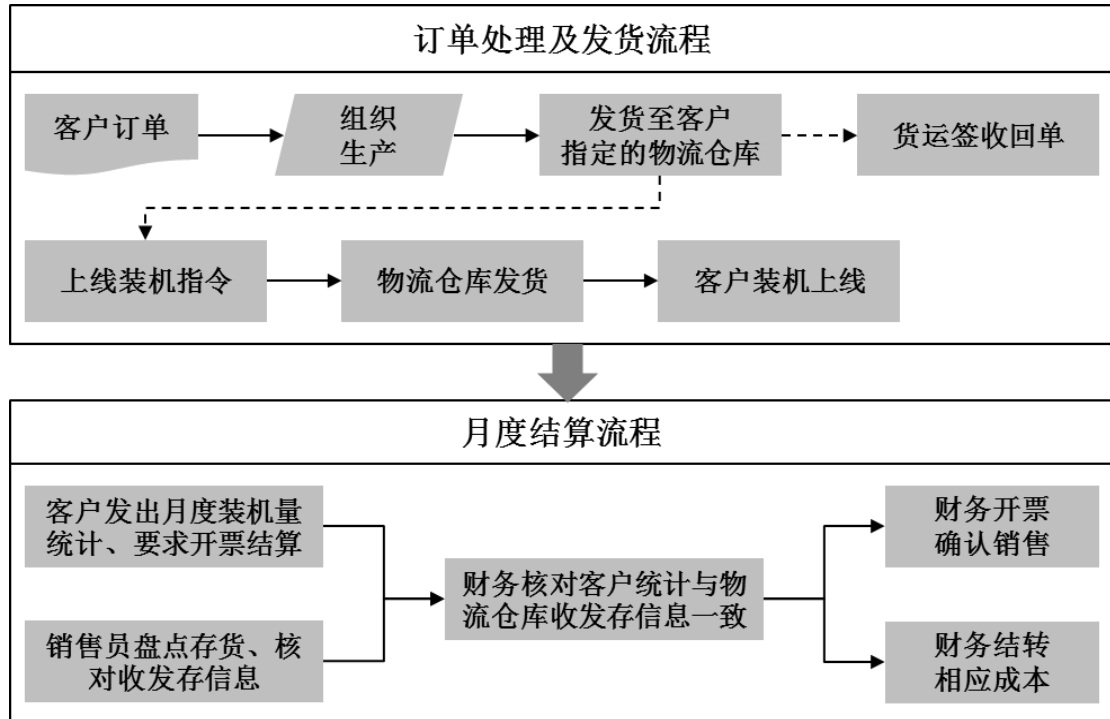 订单处理及发货流程
客户订单
组织
生产
发货至客户
指定的物流仓库
货运签收回单
上线装机指令
物流仓库发货
客户装机上线
月度结算流程
客户发出月度装机量
统计、要求开票结算
销售员盘点存货、核
对收发存信息
财务核对客户统计与物
流仓库收发存信息一致
财务开票
确认销售
财务结转
相应成本